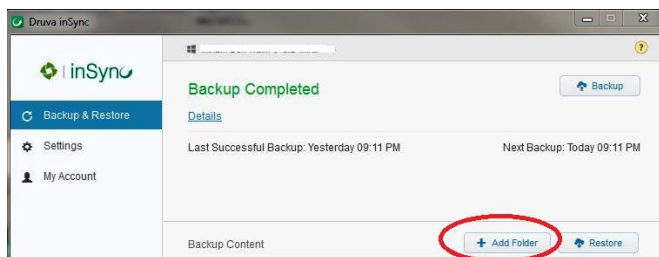 Druva inSync
inSync
?
Backup Completed
Backup
Backup & Restore
Details
Settings
Last Successful Backup: Yesterday 09:11 PM
Next Backup: Today 09:11 PM
My Account
Backup Content
+ Add Folder
Restore